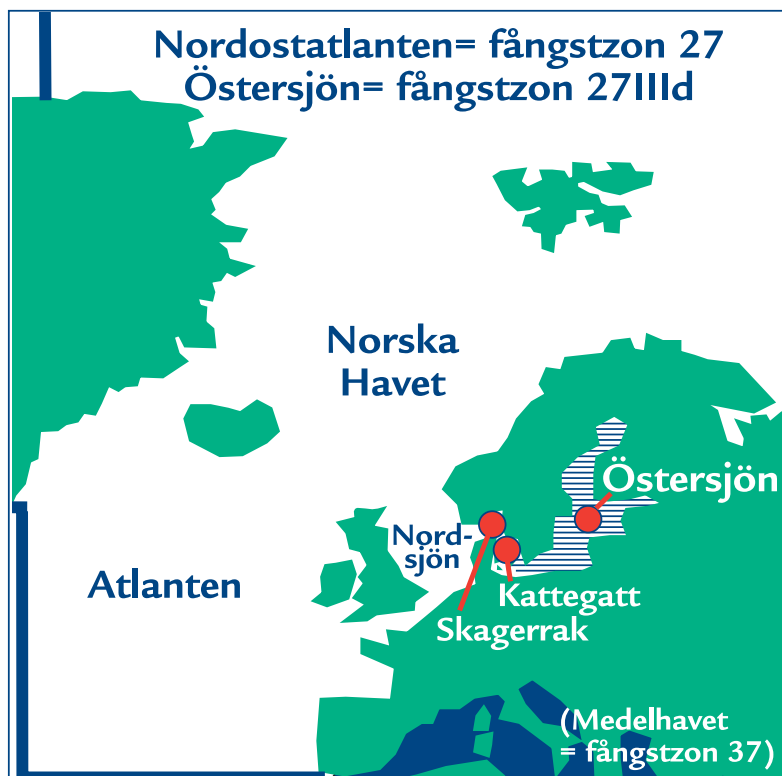 Nordostatlanten= fångstzon 27
Östersjön= fångstzon 27IIId
Norska
Havet
Östersjön
Nord-
sjön
Atlanten
Kattegatt
Skagerrak
(Medelhavet
= fångstzon 37)